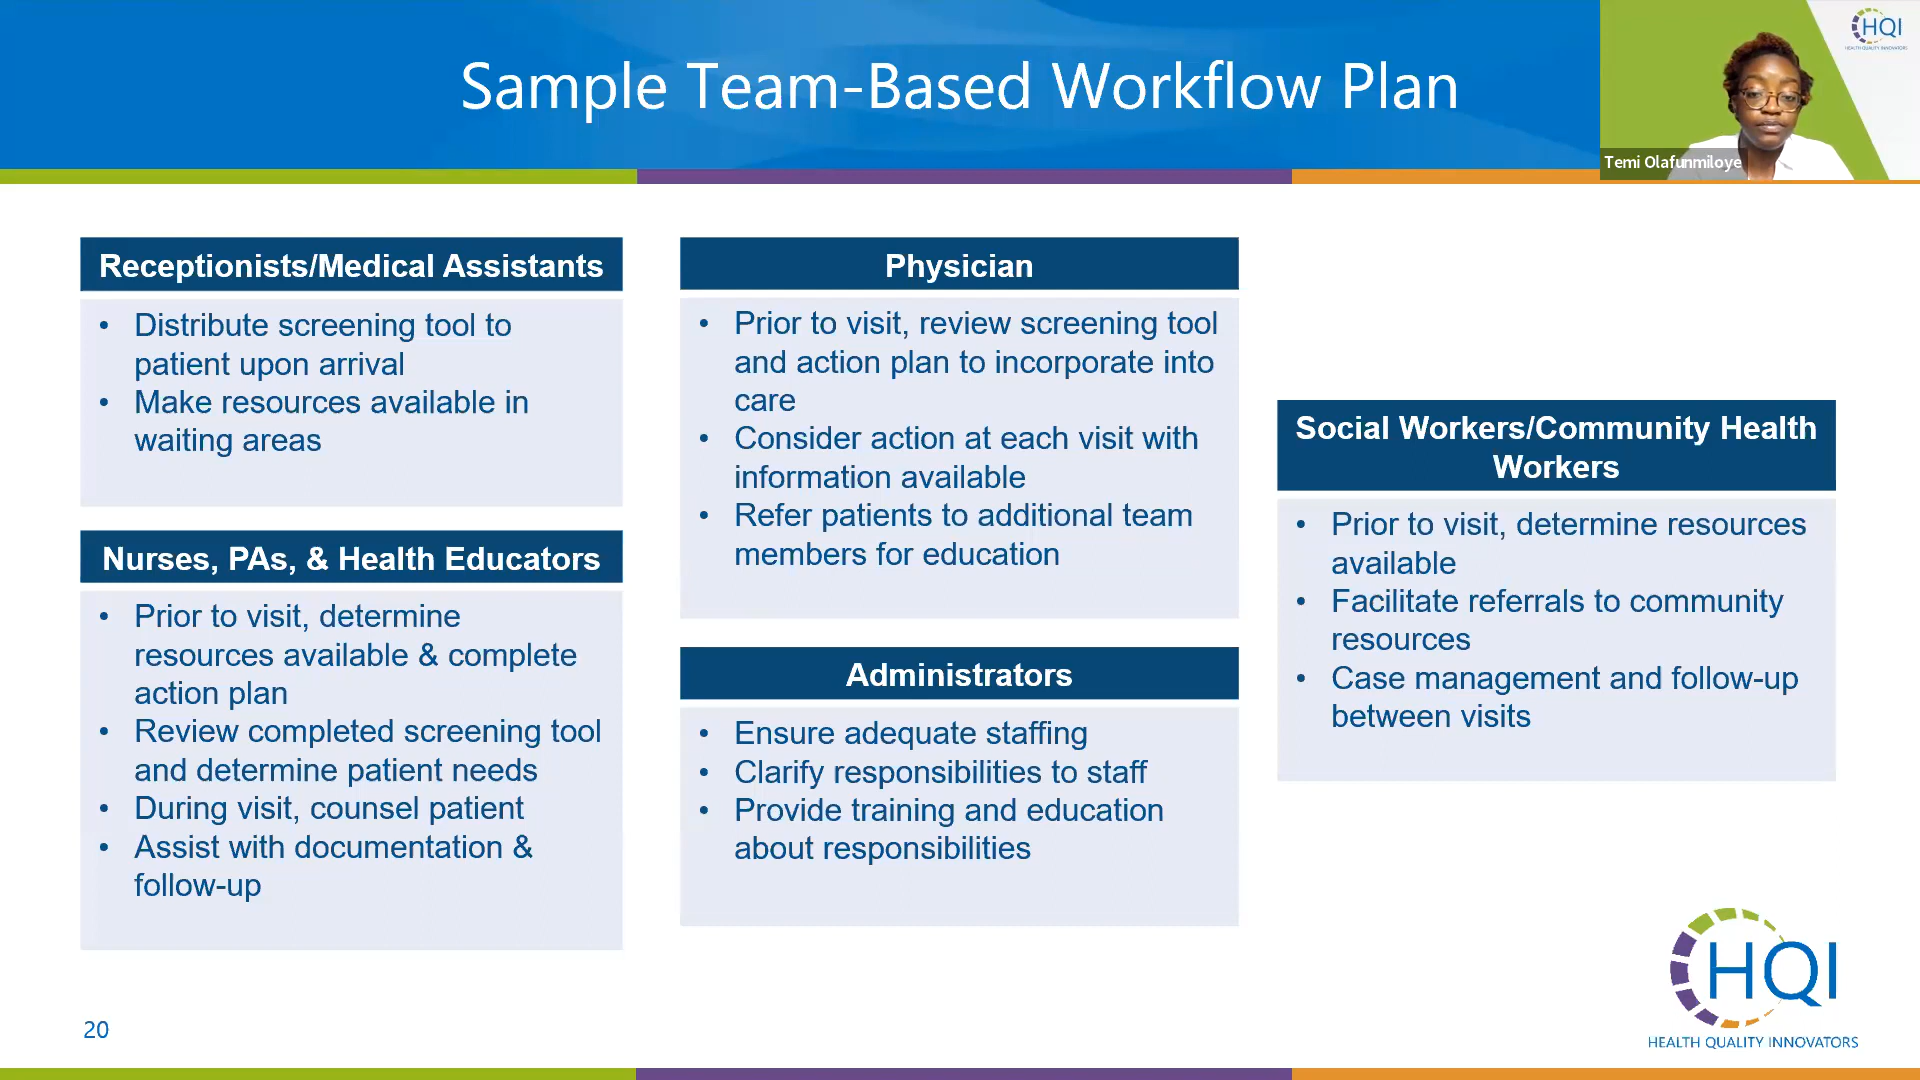 Sample Team-Based Workflow Plan
HQI
HEALTH QUALITY INNOVATORS
Temi Olafunmiloye
Receptionists/Medical Assistants
• Distribute screening tool to
patient upon arrival
• Make resources available in
waiting areas
Nurses, PAs, & Health Educators
• Prior to visit, determine
resources available & complete
action plan
• Review completed screening tool
and determine patient needs
• During visit, counsel patient
• Assist with documentation &
follow-up
Physician
• Prior to visit, review screening tool
and action plan to incorporate into
care
• Consider action at each visit with
information available
• Refer patients to additional team
members for education
Administrators
• Ensure adequate staffing
• Clarify responsibilities to staff
• Provide training and education
about responsibilities
Social Workers/Community Health
Workers
• Prior to visit, determine resources
available
• Facilitate referrals to community
resources
• Case management and follow-up
between visits
20
HQI
HEALTH QUALITY INNOVATORS